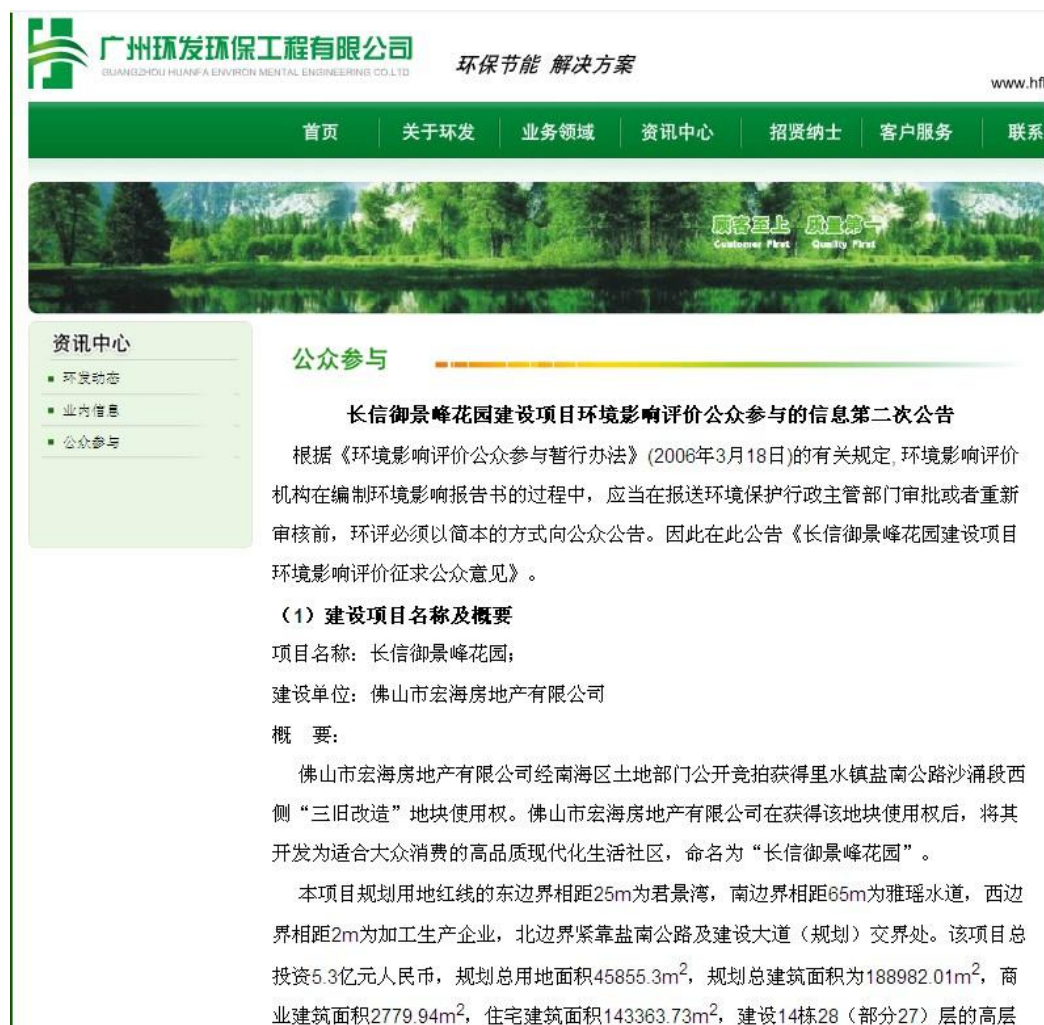 广州环发环保工程有限公司
GUANGZHOU HUANFA ENVIRON MENTAL ENGINEERING CO.LTD
环保节能 解决方案
www.hf
首页 关于环发 业务领域 资讯中心 招贤纳士 客户服务 联系
顾客至上 质量第一
Customer First Quality First
资讯中心
环发动态
业内信息
公众参与
公众参与
长信御景峰花园建设项目环境影响评价公众参与的信息第二次公告
根据《环境影响评价公众参与暂行办法》(2006年3月18日)的有关规定,环境影响评价
机构在编制环境影响报告书的过程中，应当在报送环境保护行政主管部门审批或者重新
审核前，环评必须以简本的方式向公众公告。因此在此公告《长信御景峰花园建设项目
环境影响评价征求公众意见》。
（1）建设项目名称及概要
项目名称：长信御景峰花园；
建设单位：佛山市宏海房地产有限公司
概 要：
佛山市宏海房地产有限公司经南海区土地部门公开竞拍获得里水镇盐南公路沙涌段西
侧“三旧改造”地块使用权。佛山市宏海房地产有限公司在获得该地块使用权后，将其
开发为适合大众消费的高品质现代化生活社区，命名为“长信御景峰花园”。
本项目规划用地红线的东边界相距25m为君景湾，南边界相距65m为雅瑶水道，西边
界相距2m为加工生产企业，北边界紧靠盐南公路及建设大道（规划）交界处。该项目总
投资5.3亿元人民币，规划总用地面积45855.3m²，规划总建筑面积为188982.01m²，商
业建筑面积2779.94m²，住宅建筑面积143363.73m²，建设14栋28（部分27）层的高层